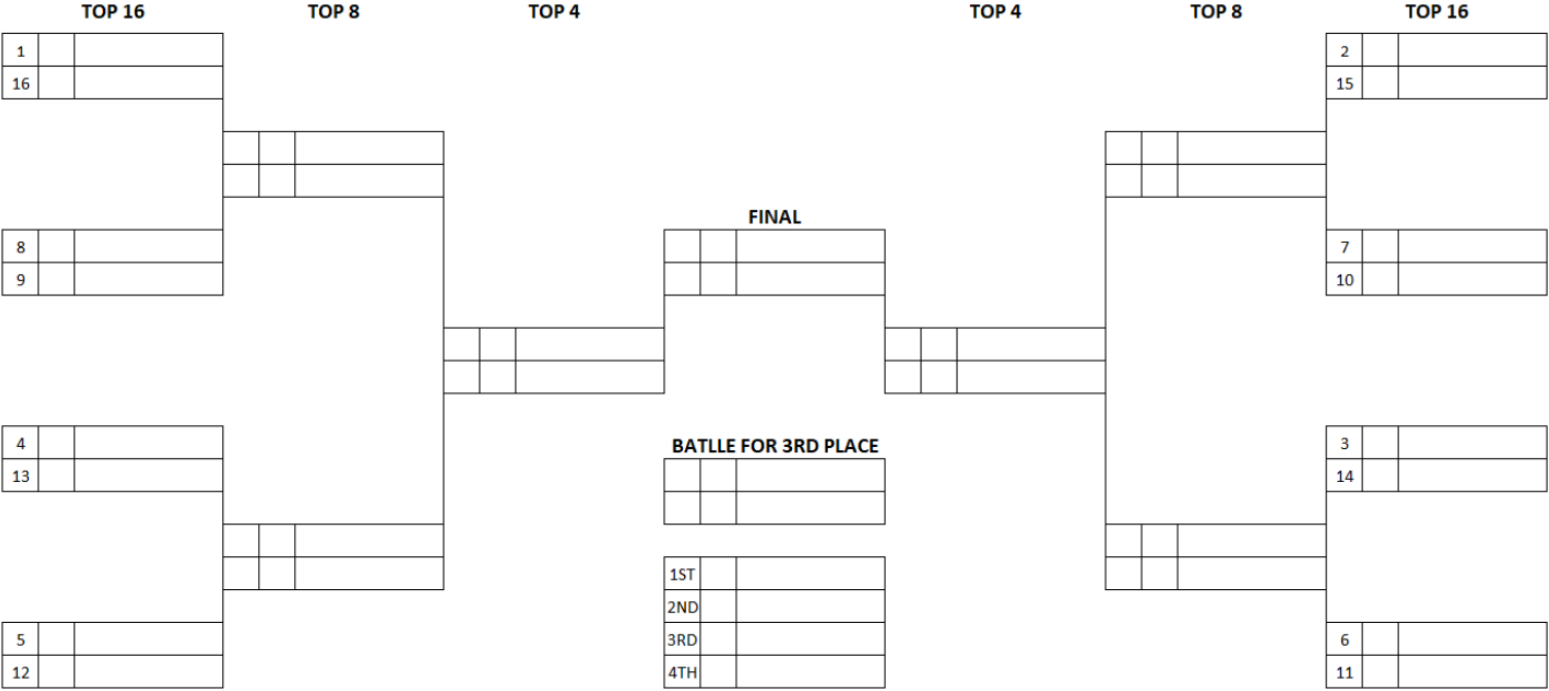 TOP 16 TOP 8 TOP 4 TOP 4 TOP 8 TOP 16
1 2
16 15
FINAL
8 7
9 10
4 3
BATLLE FOR 3RD PLACE
13 14
1ST
2ND
5 3RD 6
12 4TH 11